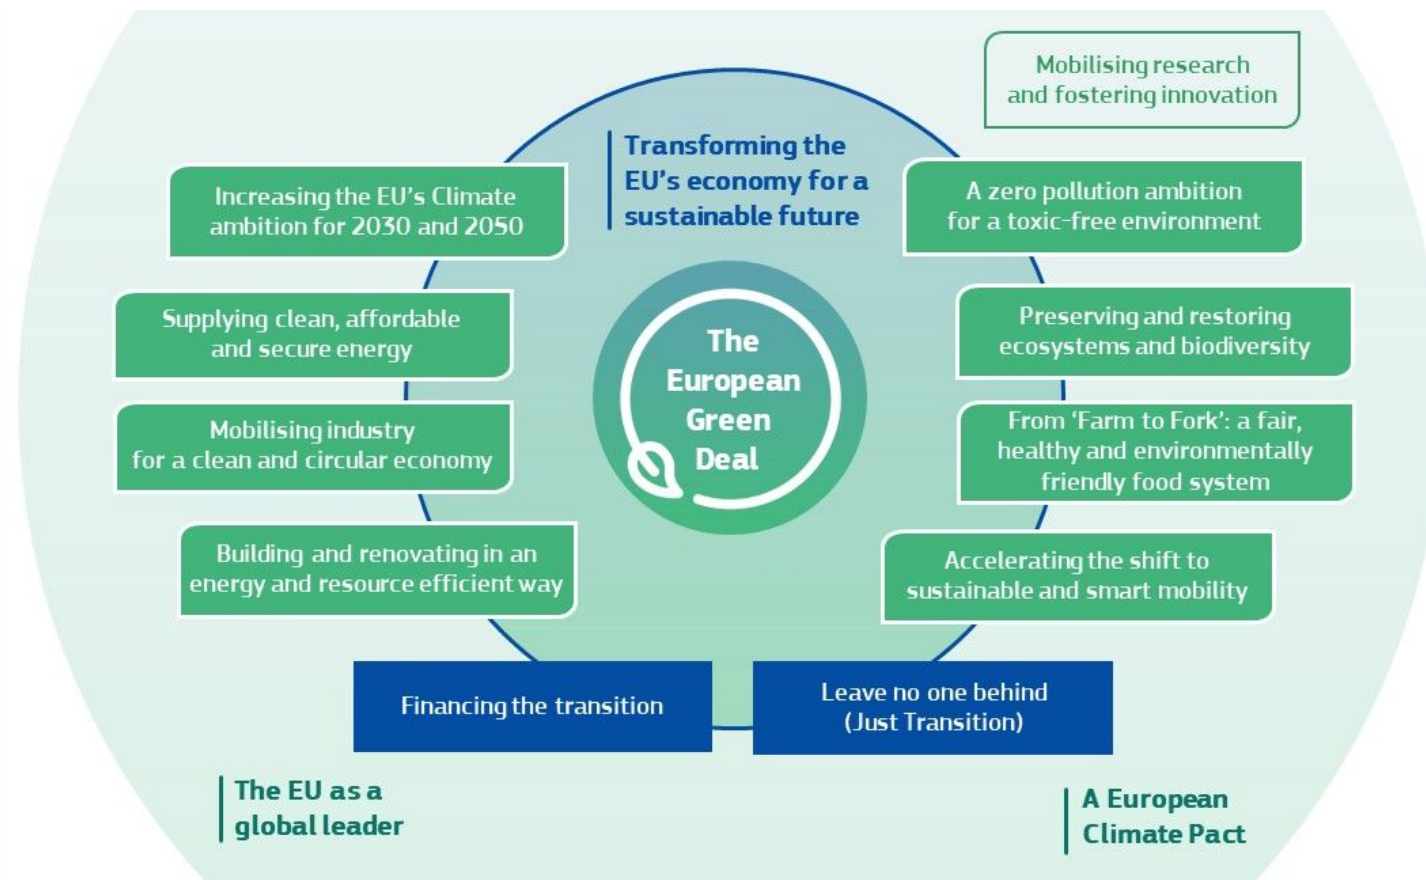 Mobilising research
and fostering innovation
Transforming the
EU's economy for a
sustainable future
Increasing the EU's Climate
ambition for 2030 and 2050
A zero pollution ambition
for a toxic-free environment
Supplying clean, affordable
and secure energy
Preserving and restoring
ecosystems and biodiversity
The
European
Green
Deal
Mobilising industry
for a clean and circular economy
From ‘Farm to Fork’: a fair,
healthy and environmentally
friendly food system
Building and renovating in an
energy and resource efficient way
Accelerating the shift to
sustainable and smart mobility
Financing the transition
Leave no one behind
(Just Transition)
The EU as a
global leader
A European
Climate Pact